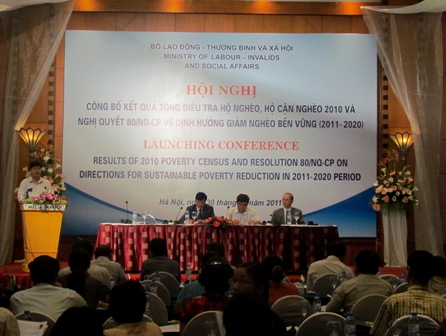 BỘ LAO ĐỘNG - THƯƠNG BINH VÀ XÃ HỘI
MINISTRY OF LABOUR - INVALIDS
AND SOCIAL AFFAIRS
HỘI NGHỊ
CÔNG BỐ KẾT QUẢ TỔNG ĐIỀU TRA HỘ NGHÈO, HỘ CẬN NGHÈO 2010 VÀ
NGHỊ QUYẾT 80/NQ-CP VỀ ĐỊNH HƯỚNG GIẢM NGHÈO BỀN VỮNG (2011-2020)
LAUNCHING CONFERENCE
RESULTS OF 2010 POVERTY CENSUS AND RESOLUTION 80/NQ-CP ON
DIRECTIONS FOR SUSTAINABLE POVERTY REDUCTION IN 2011-2020 PERIOD
Hà Nội, 20 tháng 2011